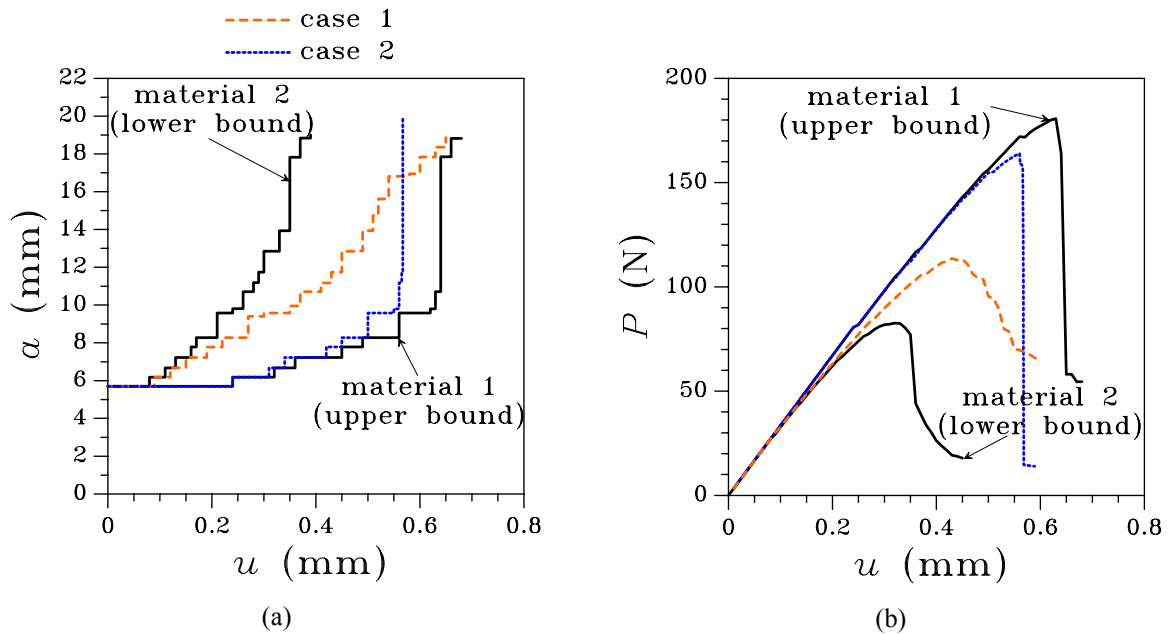 case 1
case 2
22
20
18
16
14
12
10
8
6
4
2
0
a (mm)
material 2
(lower bound)
material 1
(upper bound)
0
0.2
0.4
0.6
0.8
u (mm)
(a)
200
150
100
50
0
P (N)
material 1
(upper bound)
material 2
(lower bound)
0
0.2
0.4
0.6
0.8
u (mm)
(b)